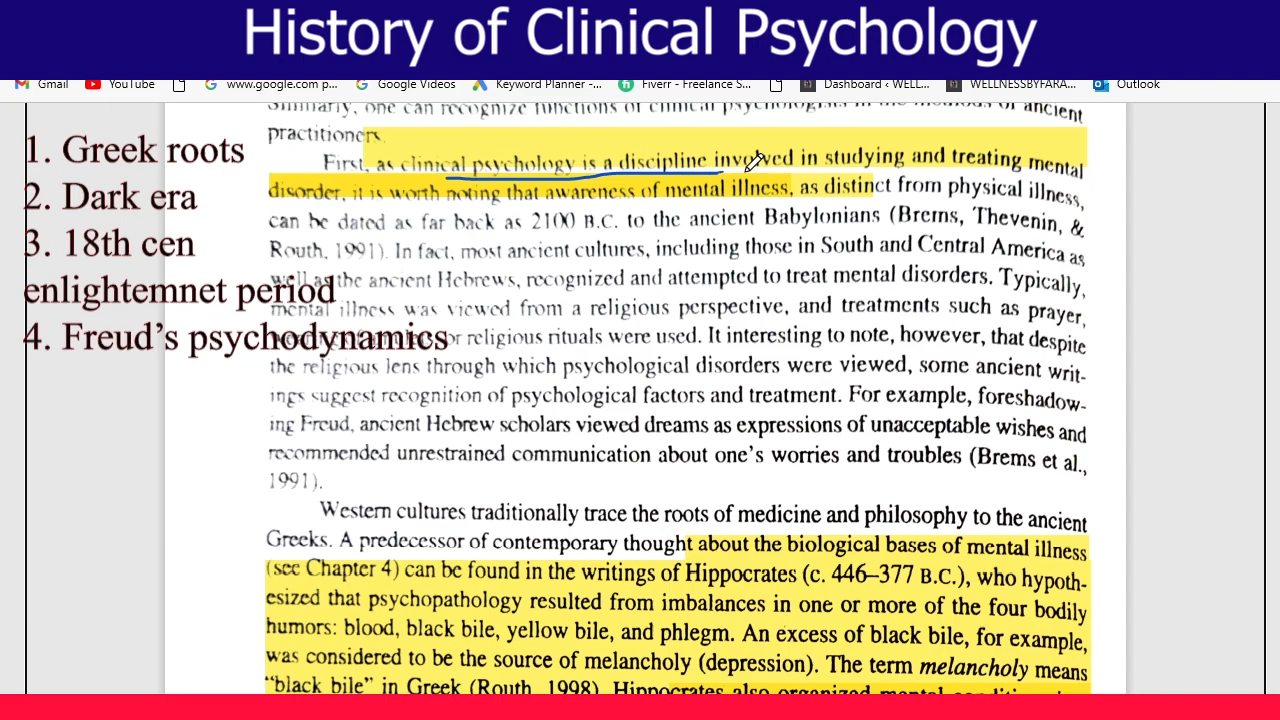 History of Clinical Psychology
Gmail YouTube www.google.com p... Google Videos Keyword Planner -... Fiverr - Freelance S... Dashboard ‹ WELL... WELLNESSBYFARA... Outlook
Similarly, one can recognize functions of clinical psychologists in the methods of ancient
practitioners.
1. Greek roots
2. Dark era
3. 18th cen
enlightemnet period
4. Freud’s psychodynamics
First, as clinical psychology is a discipline involved in studying and treating mental
disorder, it is worth noting that awareness of mental illness, as distinct from physical illness,
can be dated as far back as 2100 B.C. to the ancient Babylonians (Brems, Thevenin, &
Routh, 1991). In fact, most ancient cultures, including those in South and Central America as
well as the ancient Hebrews, recognized and attempted to treat mental disorders. Typically,
mental illness was viewed from a religious perspective, and treatments such as prayer,
or religious rituals were used. It interesting to note, however, that despite
the religious lens through which psychological disorders were viewed, some ancient writ-
ings suggest recognition of psychological factors and treatment. For example, foreshadow-
ing Freud, ancient Hebrew scholars viewed dreams as expressions of unacceptable wishes and
recommended unrestrained communication about one’s worries and troubles (Brems et al.,
1991).
Western cultures traditionally trace the roots of medicine and philosophy to the ancient
Greeks. A predecessor of contemporary thought about the biological bases of mental illness
(see Chapter 4) can be found in the writings of Hippocrates (c. 446–377 B.C.), who hypoth-
esized that psychopathology resulted from imbalances in one or more of the four bodily
humors: blood, black bile, yellow bile, and phlegm. An excess of black bile, for example,
was considered to be the source of melancholy (depression). The term melancholy means
“black bile” in Greek (Routh, 1998). Hippocrates also organized mental